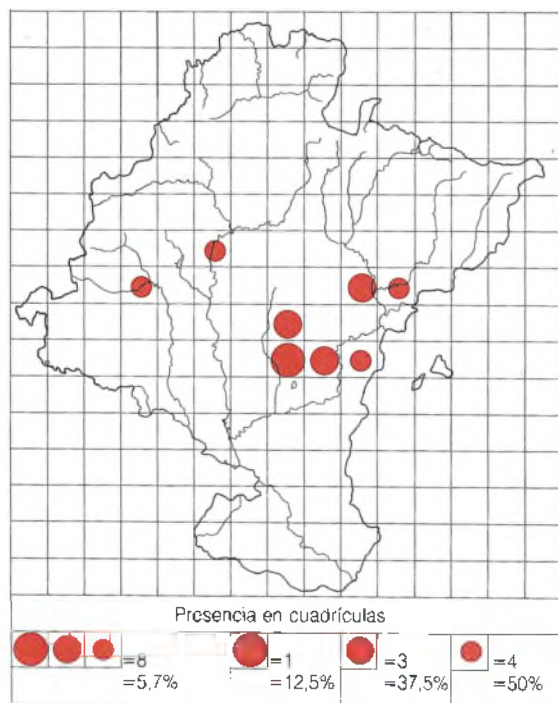 Presencia en cuadrículas
=8 =1 =3 =4
=5,7% =12,5% =37,5% =50%